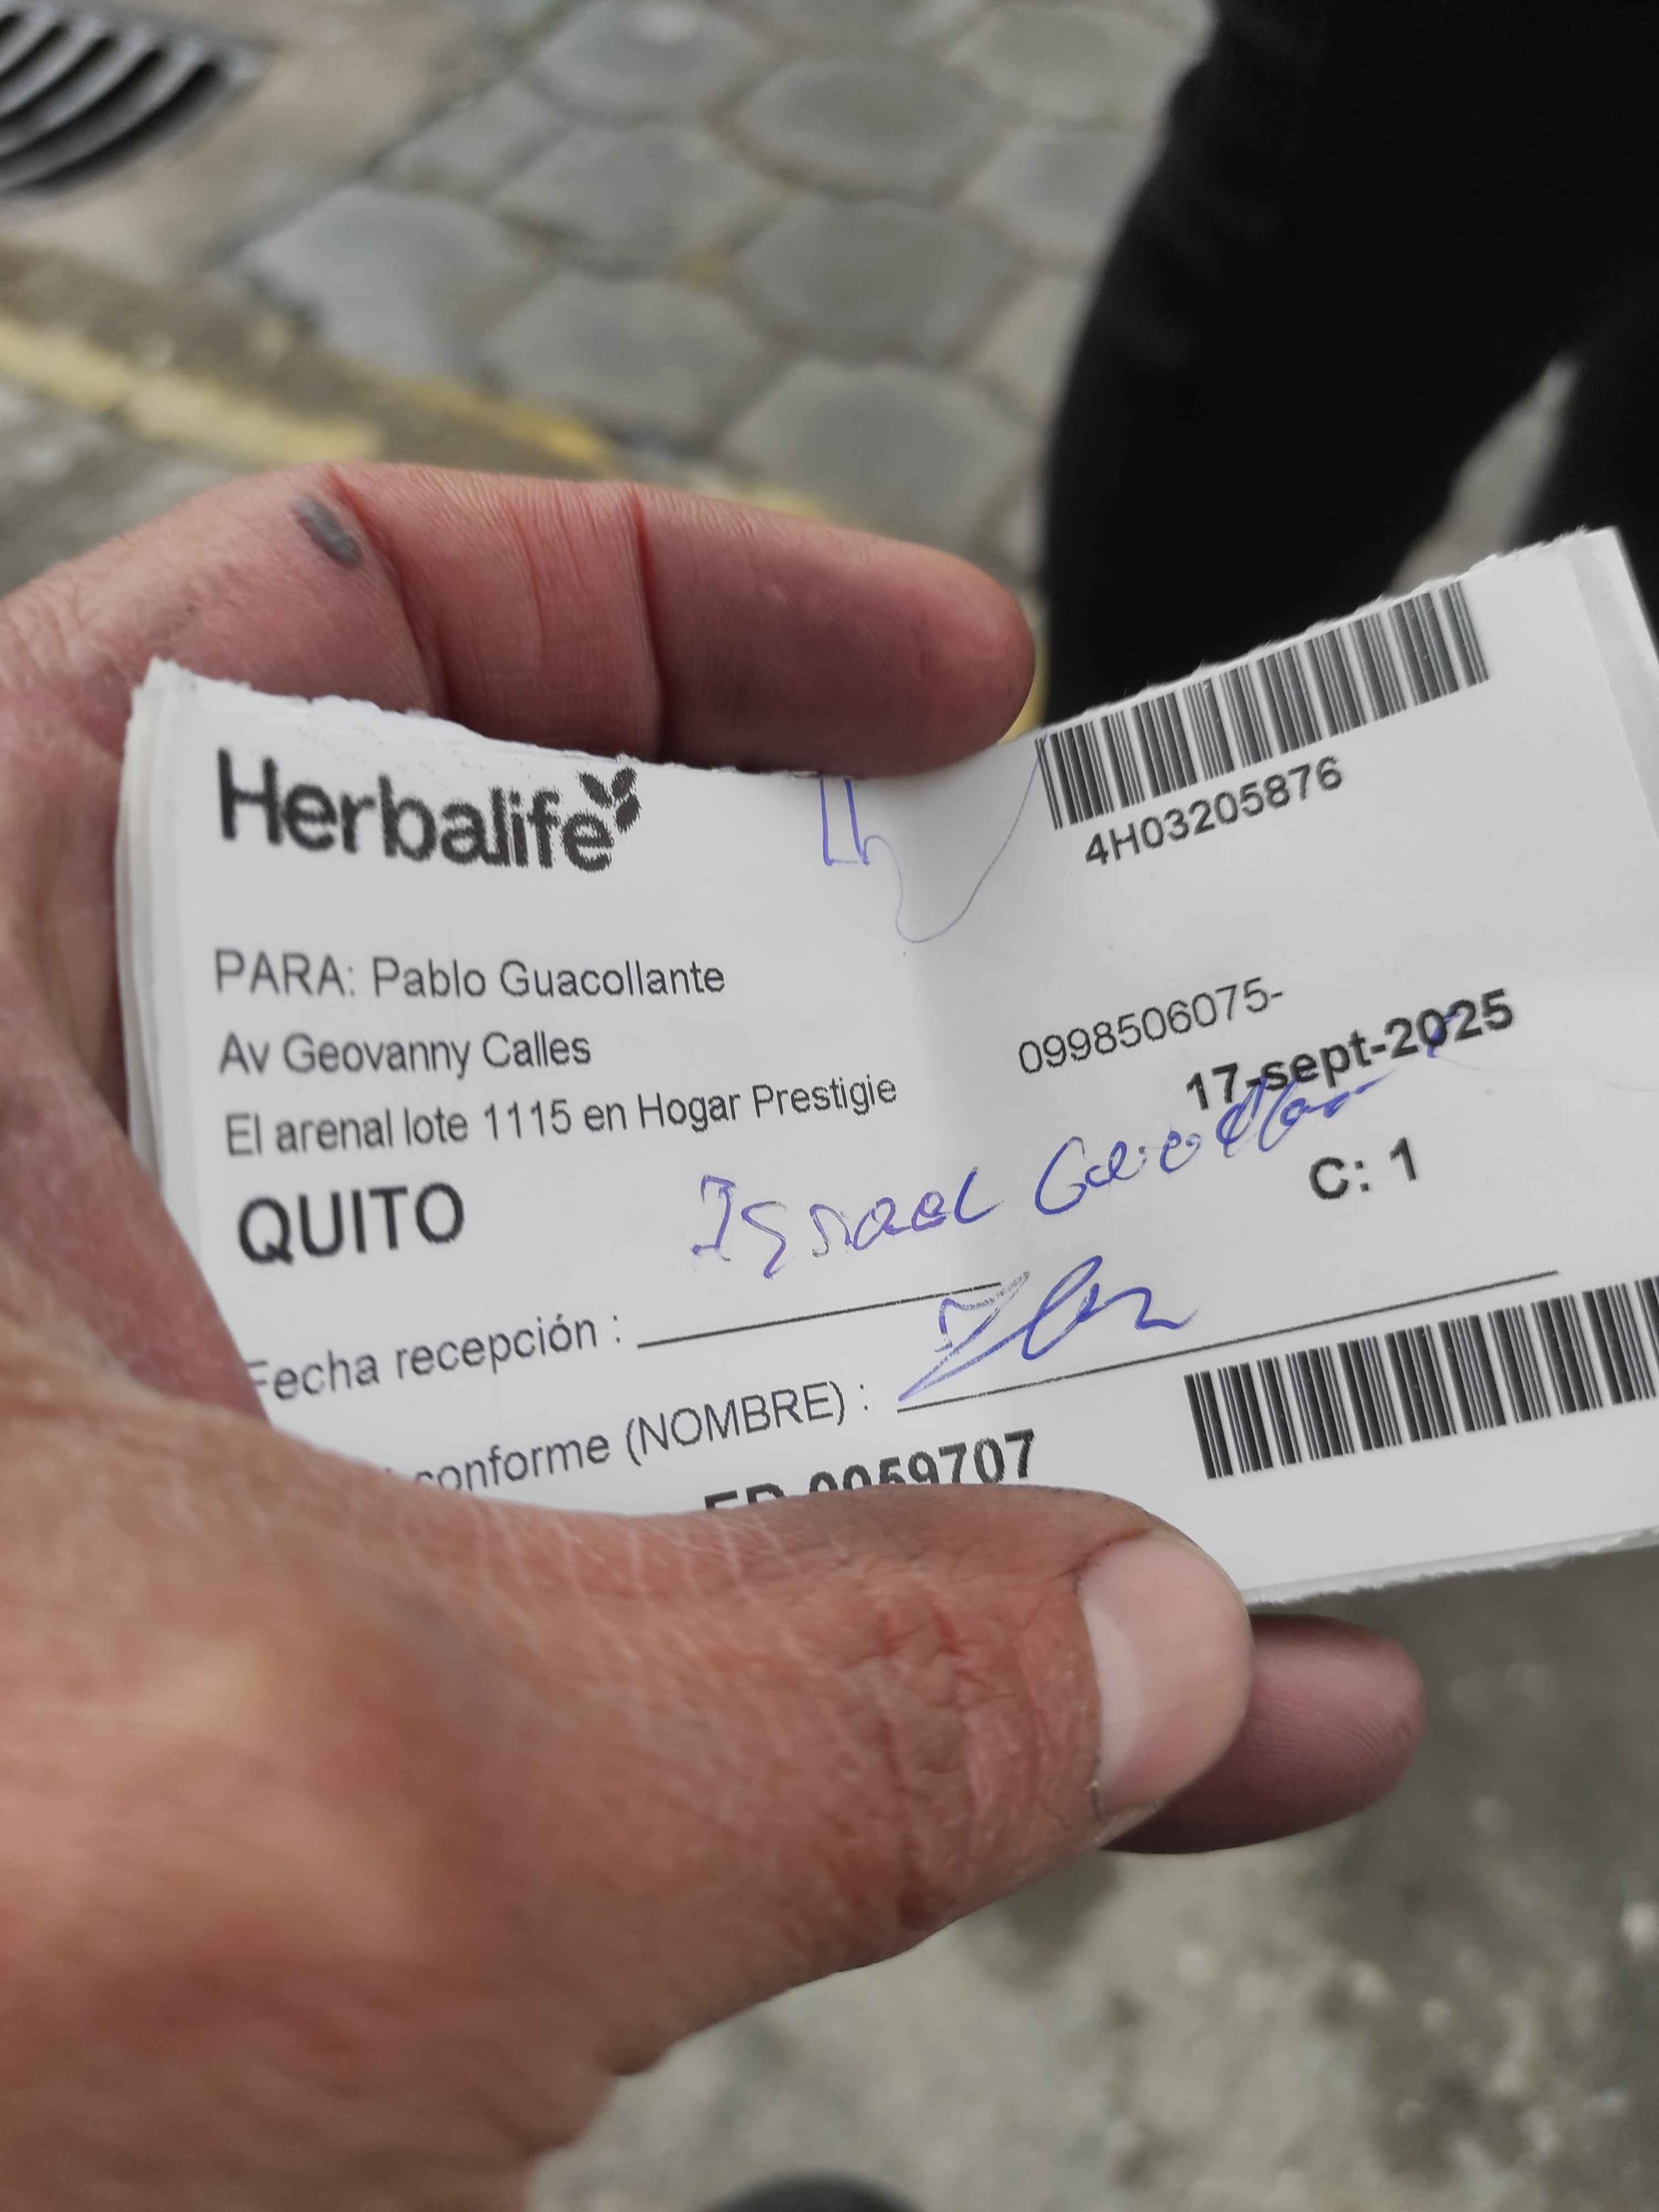 Herbalife
4H03205876
PARA: Pablo Guacollante
0998506075-
Av Geovanny Calles
17-sept-2025
El arenal lote 1115 en Hogar Prestigie
C: 1
QUITO
Israel
Fecha recepción :
conforme (NOMBRE) :
0059707